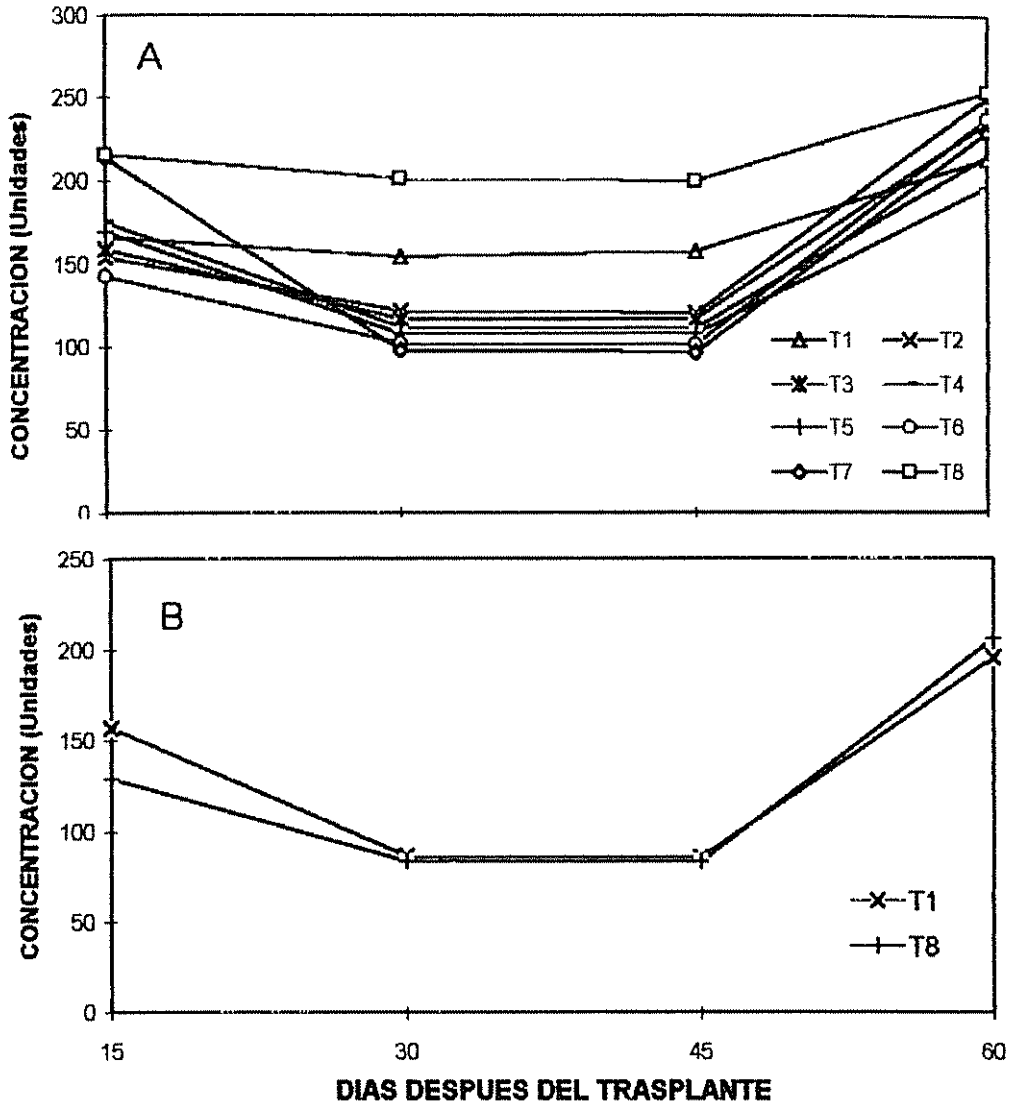 A
CONCENTRACION (Unidades)
300
250
200
150
100
50
0
T1 T2
T3 T4
T5 T6
T7 T8
B
CONCENTRACION (Unidades)
250
200
150
100
50
0
T1
T8
15 30 45 60
DIAS DESPUES DEL TRASPLANTE